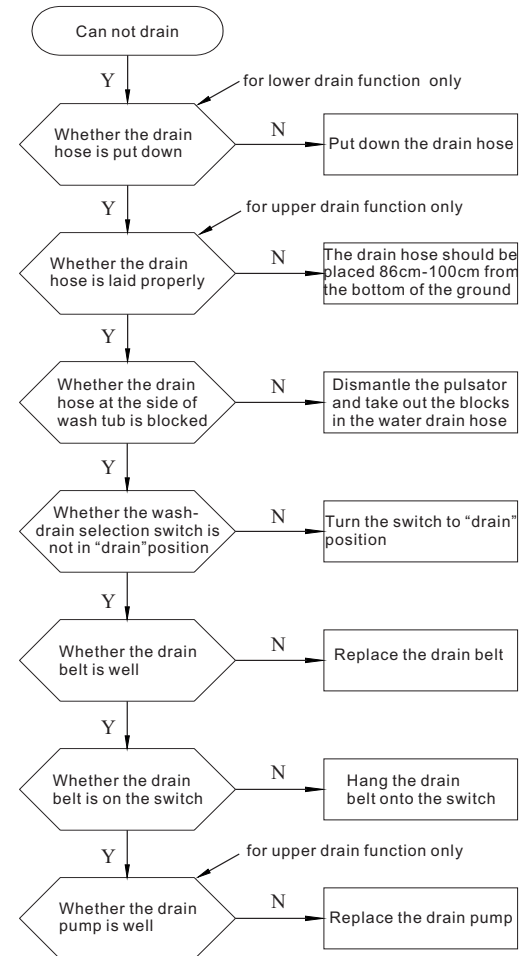 Can not drain
Y
for lower drain function only
Whether the drain
hose is put down
N
Put down the drain hose
Y
for upper drain function only
Whether the drain
hose is laid properly
N
The drain hose should be
placed 86cm-100cm from
the bottom of the ground
Y
Whether the drain
hose at the side of
wash tub is blocked
N
Dismantle the pulsator
and take out the blocks
in the water drain hose
Y
Whether the wash-
drain selection switch is
not in “drain”position
N
Turn the switch to “drain”
position
Y
Whether the drain
belt is well
N
Replace the drain belt
Y
Whether the drain
belt is on the switch
N
Hang the drain
belt onto the switch
Y
for upper drain function only
Whether the drain
pump is well
N
Replace the drain pump